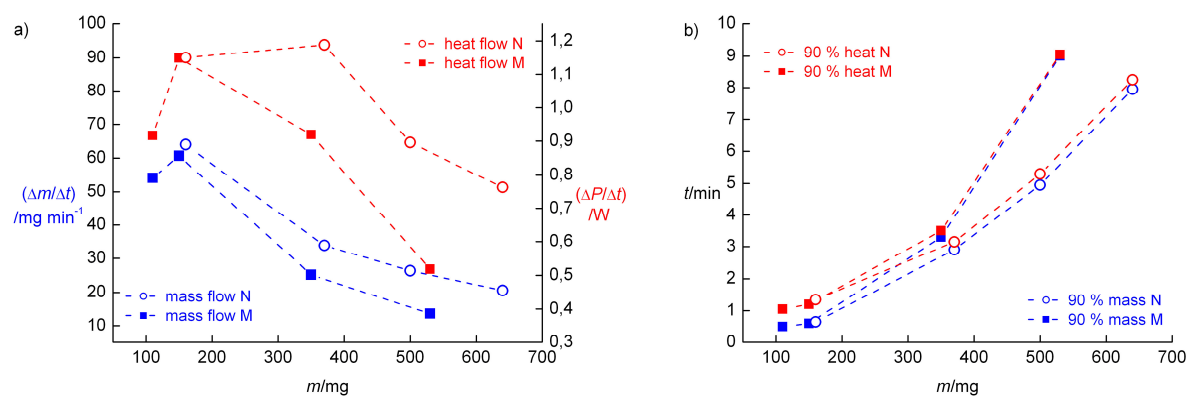 a)
100
90
80
70
60
50
40
30
20
10
(Δm/Δt)
/mg min⁻¹
heat flow N
heat flow M
mass flow N
mass flow M
1,2
1,1
1,0
0,9
0,8
0,7
0,6
0,5
0,4
0,3
(ΔP/Δt)
/W
100 200 300 400 500 600 700
m/mg
b)
10
9
8
7
6
5
4
3
2
1
0
t/min
90 % heat N
90 % heat M
90 % mass N
90 % mass M
100 200 300 400 500 600 700
m/mg